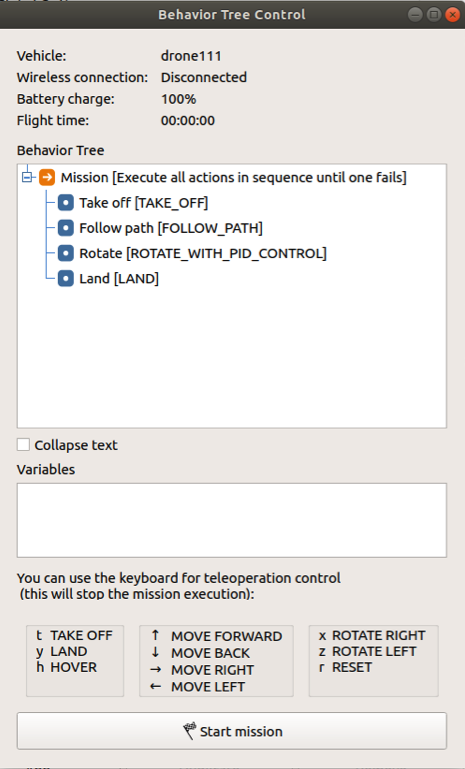 Behavior Tree Control
Vehicle: drone111
Wireless connection: Disconnected
Battery charge: 100%
Flight time: 00:00:00
Behavior Tree
Mission [Execute all actions in sequence until one fails]
Take off [TAKE_OFF]
Follow path [FOLLOW_PATH]
Rotate [ROTATE_WITH_PID_CONTROL]
Land [LAND]
Collapse text
Variables
You can use the keyboard for teleoperation control
(this will stop the mission execution):
t TAKE OFF
y LAND
h HOVER
↑ MOVE FORWARD
↓ MOVE BACK
→ MOVE RIGHT
← MOVE LEFT
x ROTATE RIGHT
z ROTATE LEFT
r RESET
Start mission